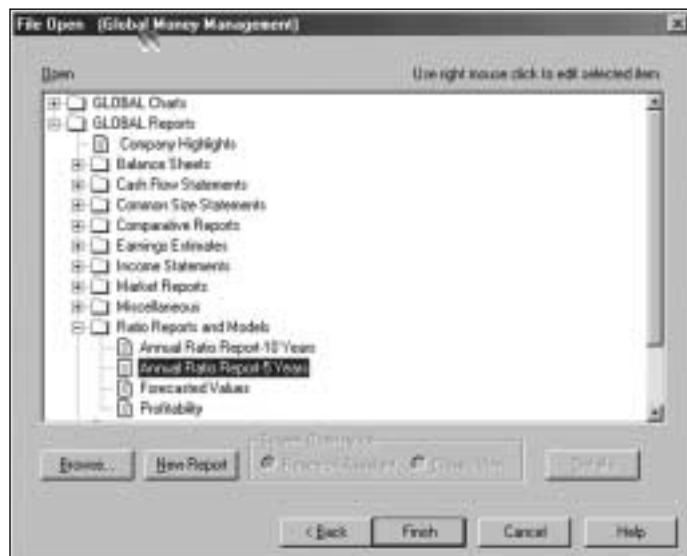 File Open (Global Money Management)
Open
Use right mouse click to edit selected item
GLOBAL Charts
GLOBAL Reports
Company Highlights
Balance Sheets
Cash Flow Statements
Common Size Statements
Comparative Reports
Earnings Estimates
Income Statements
Market Reports
Miscellaneous
Ratio Reports and Models
Annual Ratio Report-10 Years
Annual Ratio Report-5 Years
Forecasted Values
Profitability
Browse...
New Report
< Back
Finish
Cancel
Help